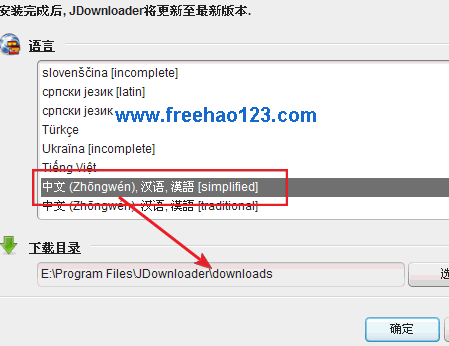 安装完成后, JDownloader将更新至最新版本.
语言
slovenščina [incomplete]
српски језик [latin]
српски језик
www.freehao123.com
Türkçe
Ukraïna [incomplete]
Tiếng Việt
中文 (Zhōngwén), 汉语, 漢語 [simplified]
中文 (Zhōngwén), 汉语, 漢語 [traditional]
下载目录
E:\Program Files\JDownloader\downloads
确定